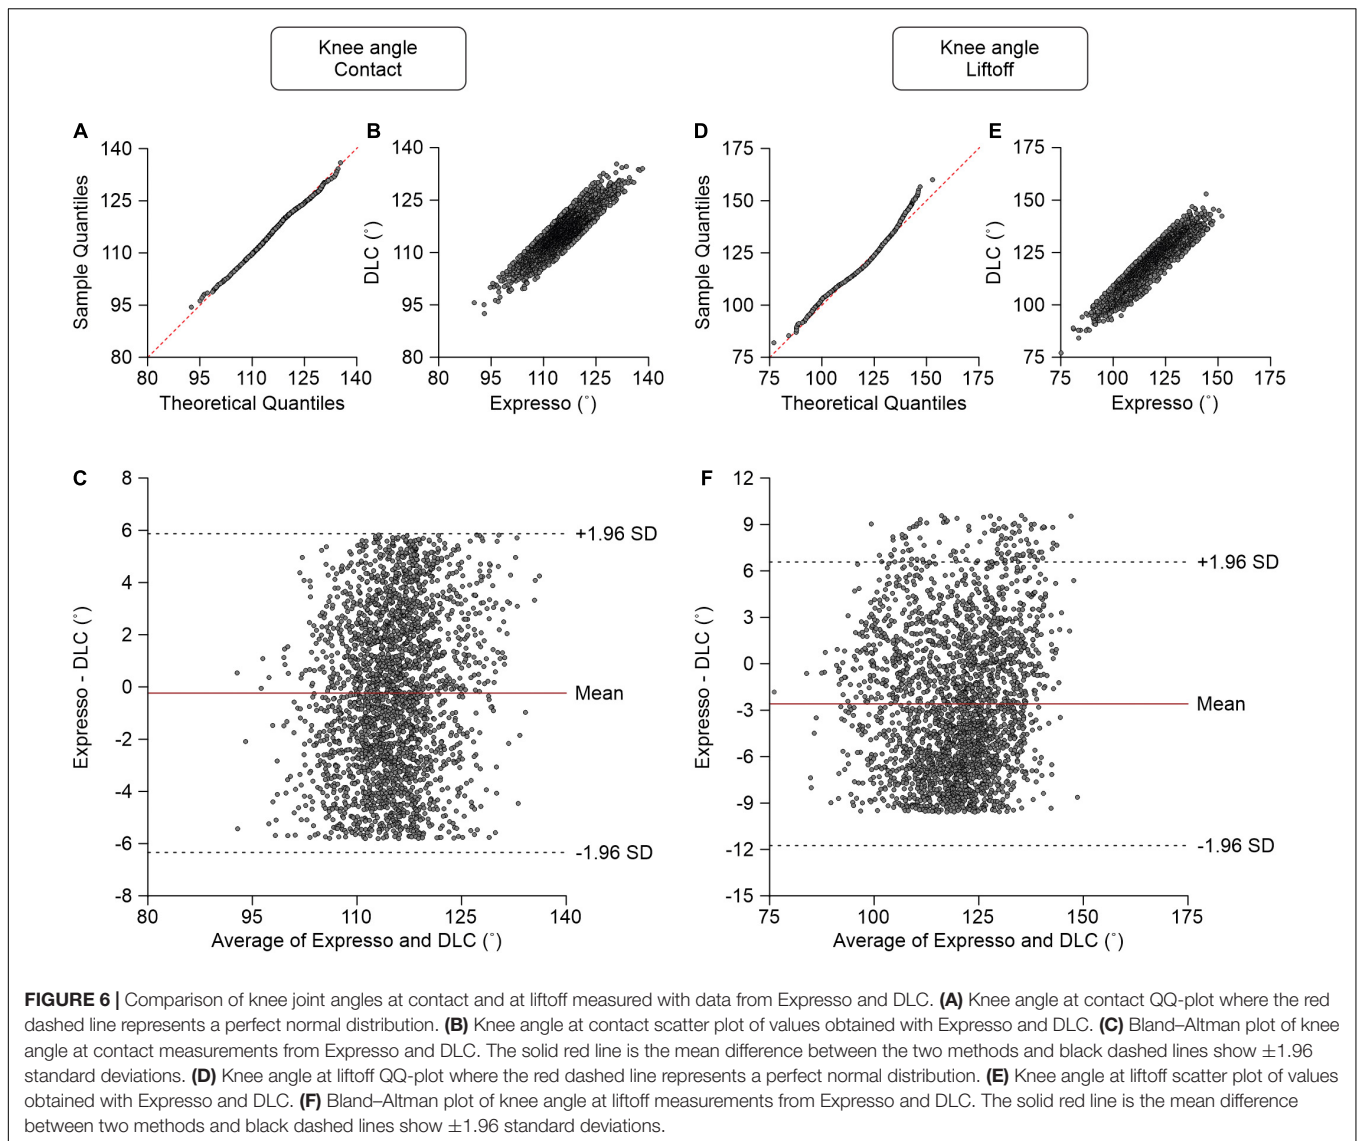 Knee angle
Contact
Knee angle
Liftoff
A
140
125
110
95
80
Sample Quantiles
80 95 110 125 140
Theoretical Quantiles
B
140
125
110
95
80
DLC (°)
80 95 110 125 140
Expresso (°)
D
175
150
125
100
75
Sample Quantiles
75 100 125 150 175
Theoretical Quantiles
E
175
150
125
100
75
DLC (°)
75 100 125 150 175
Expresso (°)
C
8
6
4
2
0
-2
-4
-6
-8
Expresso - DLC (°)
+1.96 SD
Mean
-1.96 SD
80 95 110 125 140
Average of Expresso and DLC (°)
F
12
9
6
3
0
-3
-6
-9
-12
-15
Expresso - DLC (°)
+1.96 SD
Mean
-1.96 SD
75 100 125 150 175
Average of Expresso and DLC (°)
FIGURE 6 | Comparison of knee joint angles at contact and at liftoff measured with data from Expresso and DLC. (A) Knee angle at contact QQ-plot where the red
dashed line represents a perfect normal distribution. (B) Knee angle at contact scatter plot of values obtained with Expresso and DLC. (C) Bland–Altman plot of knee
angle at contact measurements from Expresso and DLC. The solid red line is the mean difference between the two methods and black dashed lines show ±1.96
standard deviations. (D) Knee angle at liftoff QQ-plot where the red dashed line represents a perfect normal distribution. (E) Knee angle at liftoff scatter plot of values
obtained with Expresso and DLC. (F) Bland–Altman plot of knee angle at liftoff measurements from Expresso and DLC. The solid red line is the mean difference
between two methods and black dashed lines show ±1.96 standard deviations.